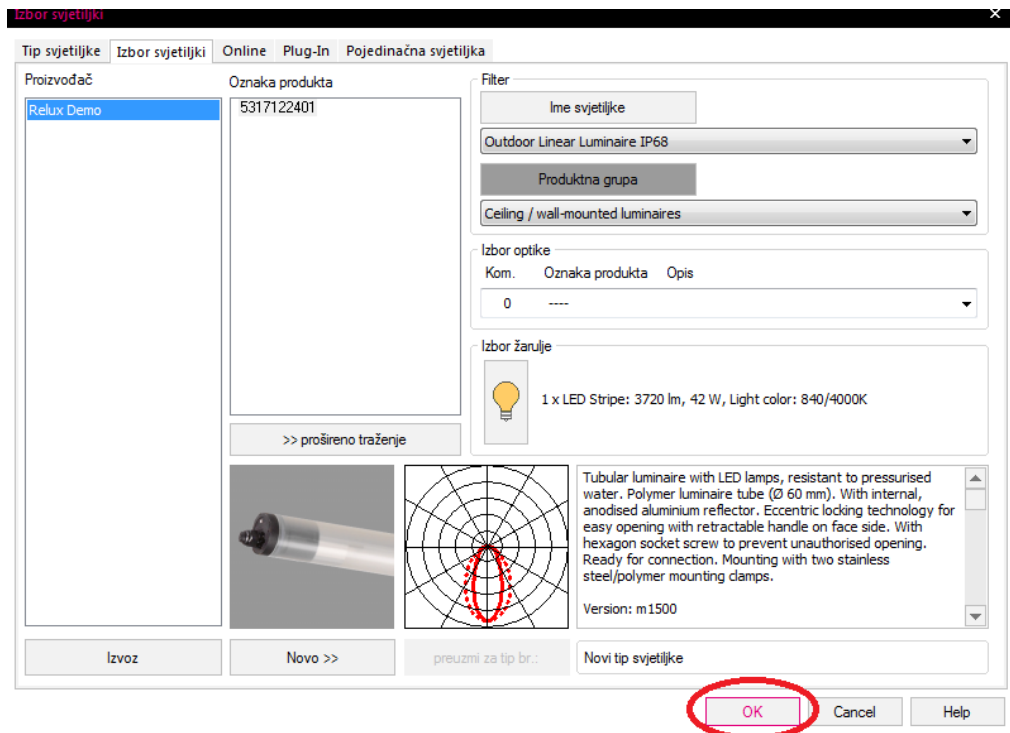 Izbor svjetiljki
Tip svjetiljke
Izbor svjetiljki
Online
Plug-In
Pojedinačna svjetiljka
Proizvođač
Relux Demo
Oznaka produkta
5317122401
>> prošireno traženje
Filter
Ime svjetiljke
Outdoor Linear Luminaire IP68
Produktna grupa
Ceiling / wall-mounted luminaires
Izbor optike
Kom. Oznaka produkta Opis
0 ----
Izbor žarulje
1 x LED Stripe: 3720 lm, 42 W, Light color: 840/4000K
Tubular luminaire with LED lamps, resistant to pressurised
water. Polymer luminaire tube (Ø 60 mm). With internal,
anodised aluminium reflector. Eccentric locking technology for
easy opening with retractable handle on face side. With
hexagon socket screw to prevent unauthorised opening.
Ready for connection. Mounting with two stainless
steel/polymer mounting clamps.
Version: m1500
Izvoz
Novo >>
preuzmi za tip br.:
Novi tip svjetiljke
OK
Cancel
Help